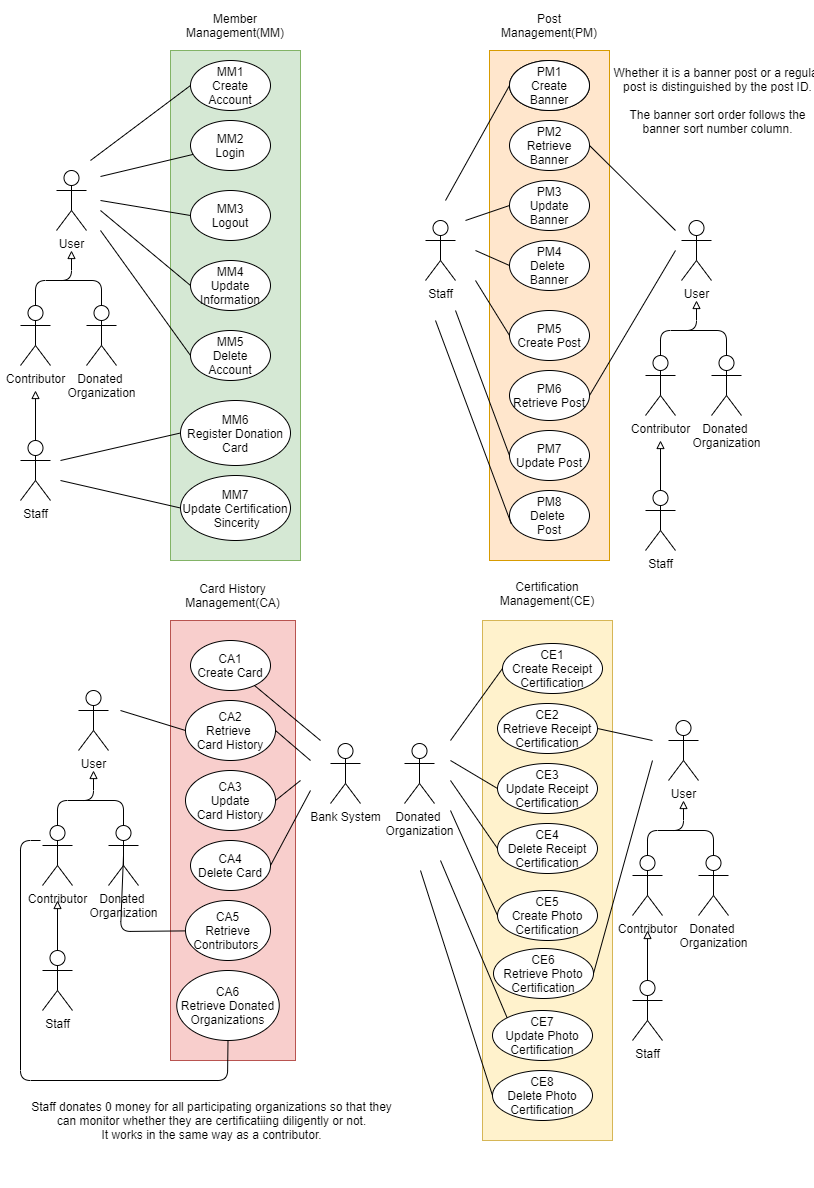 Member
Management(MM)
MM1
Create
Account
MM2
Login
MM3
Logout
MM4
Update
Information
MM5
Delete
Account
MM6
Register Donation
Card
MM7
Update Certification
Sincerity
User
Contributor
Donated
Organization
Staff
Post
Management(PM)
PM1
Create
Banner
PM2
Retrieve
Banner
PM3
Update
Banner
PM4
Delete
Banner
PM5
Create Post
PM6
Retrieve Post
PM7
Update Post
PM8
Delete
Post
Staff
Whether it is a banner post or a regula
post is distinguished by the post ID.
The banner sort order follows the
banner sort number column.
User
Contributor
Donated
Organization
Staff
Card History
Management(CA)
CA1
Create Card
CA2
Retrieve
Card History
CA3
Update
Card History
CA4
Delete Card
CA5
Retrieve
Contributors
CA6
Retrieve Donated
Organizations
User
Contributor
Donated
Organization
Staff
Bank System
Staff donates 0 money for all participating organizations so that they
can monitor whether they are certificatiing diligently or not.
It works in the same way as a contributor.
Certification
Management(CE)
CE1
Create Receipt
Certification
CE2
Retrieve Receipt
Certification
CE3
Update Receipt
Certification
CE4
Delete Receipt
Certification
CE5
Create Photo
Certification
CE6
Retrieve Photo
Certification
CE7
Update Photo
Certification
CE8
Delete Photo
Certification
Donated
Organization
User
Contributor
Donated
Organization
Staff